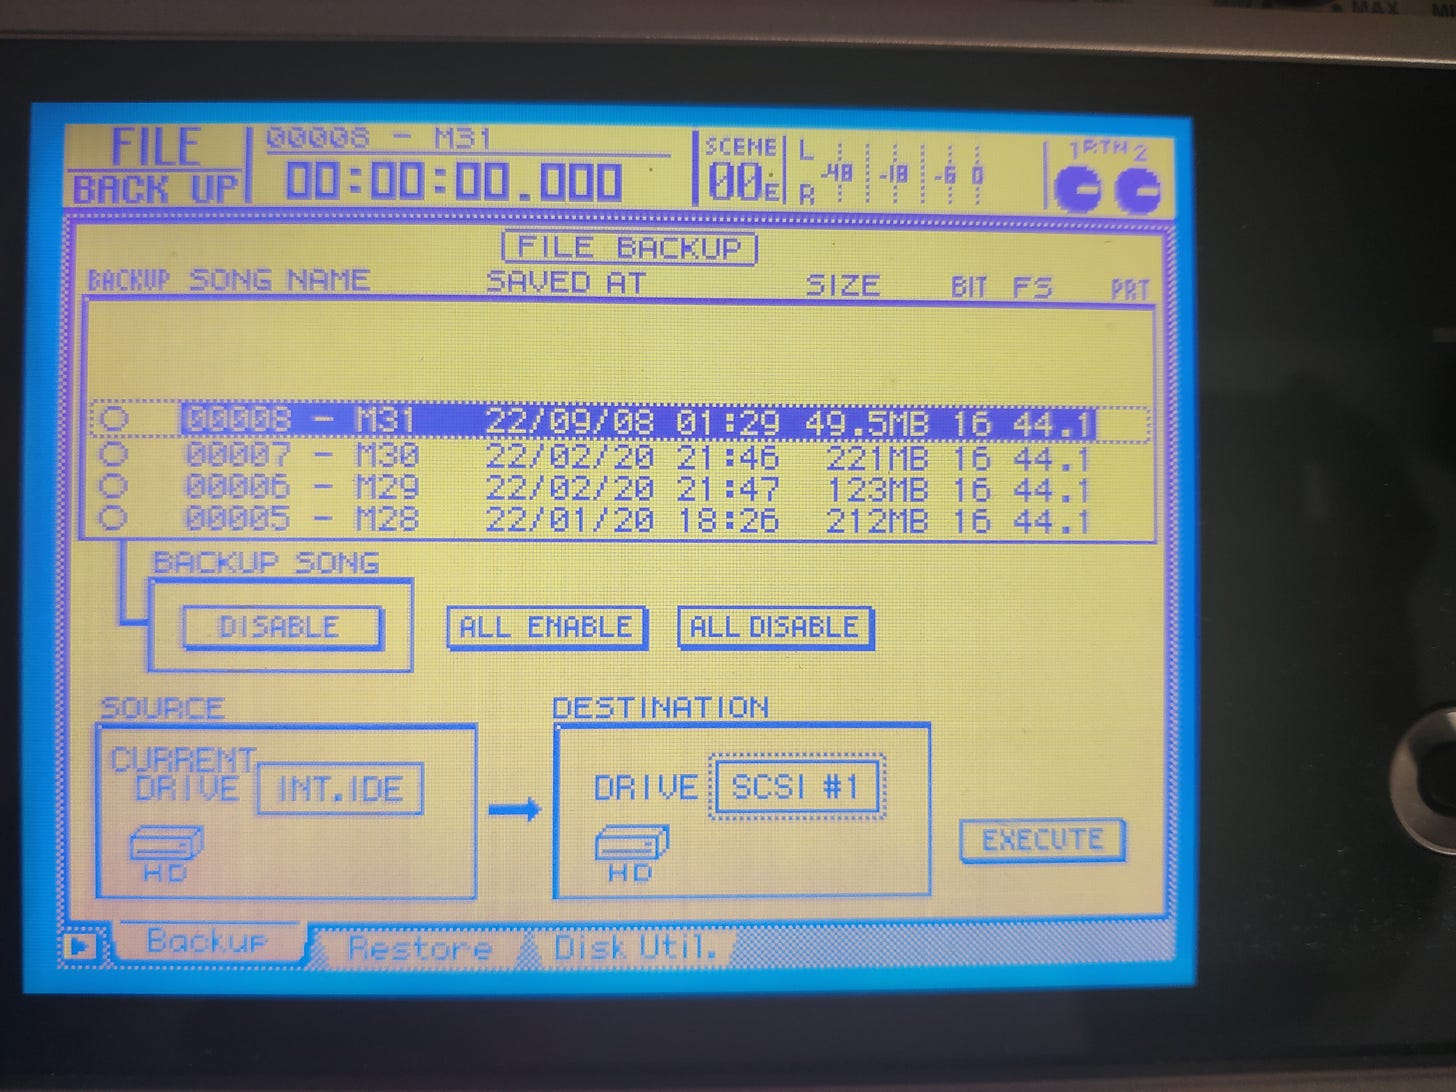 MAX
FILE
BACK UP
00008 - M31
00:00:00.000
SCENE
00E
L
R
-48 -18 -6 0
1 RTN 2
FILE BACKUP
BACKUP SONG NAME SAVED AT SIZE BIT FS PRT
00008 - M31 22/09/08 01:29 49.5MB 16 44.1
00007 - M30 22/02/20 21:46 221MB 16 44.1
00006 - M29 22/02/20 21:47 123MB 16 44.1
00005 - M28 22/01/20 18:26 212MB 16 44.1
BACKUP SONG
DISABLE ALL ENABLE ALL DISABLE
SOURCE
CURRENT
DRIVE INT.IDE
HD
DESTINATION
DRIVE SCSI #1
HD
EXECUTE
Backup Restore Disk Util.